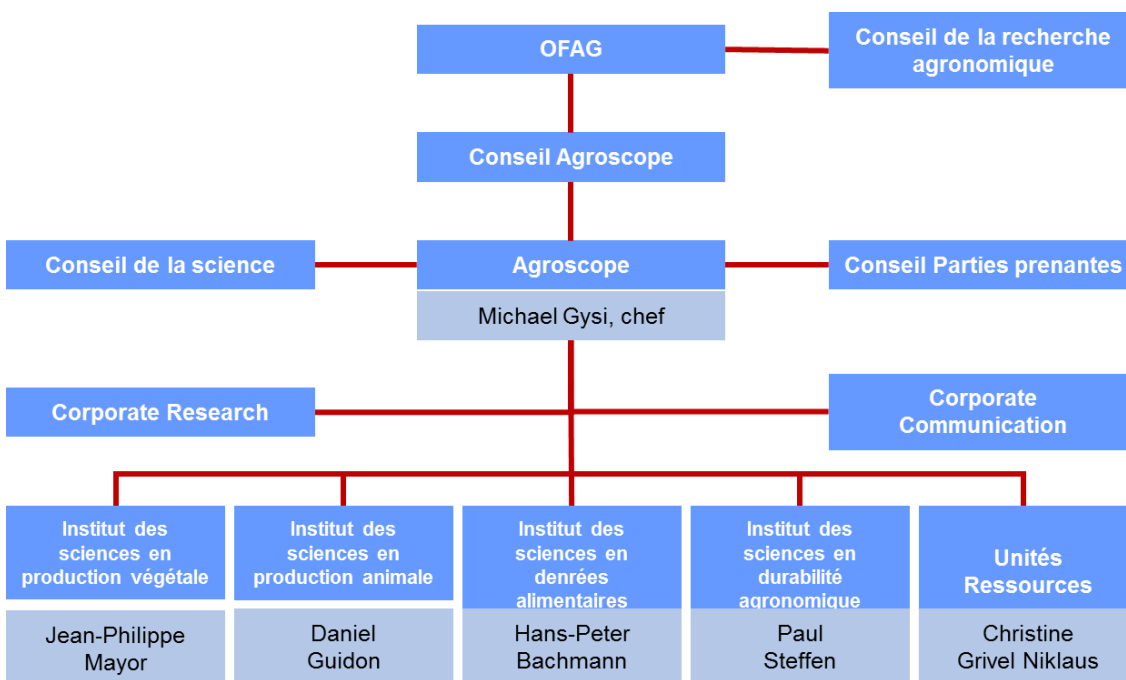 OFAG
Conseil de la recherche
agronomique
Conseil Agroscope
Conseil de la science
Agroscope
Conseil Parties prenantes
Michael Gysi, chef
Corporate Research
Corporate
Communication
Institut des
sciences en
production végétale
Jean-Philippe
Mayor
Institut des
sciences en
production animale
Daniel
Guidon
Institut des
sciences en
denrées
alimentaires
Hans-Peter
Bachmann
Institut des
sciences en
durabilité
agronomique
Paul
Steffen
Unités
Ressources
Christine
Grivel Niklaus